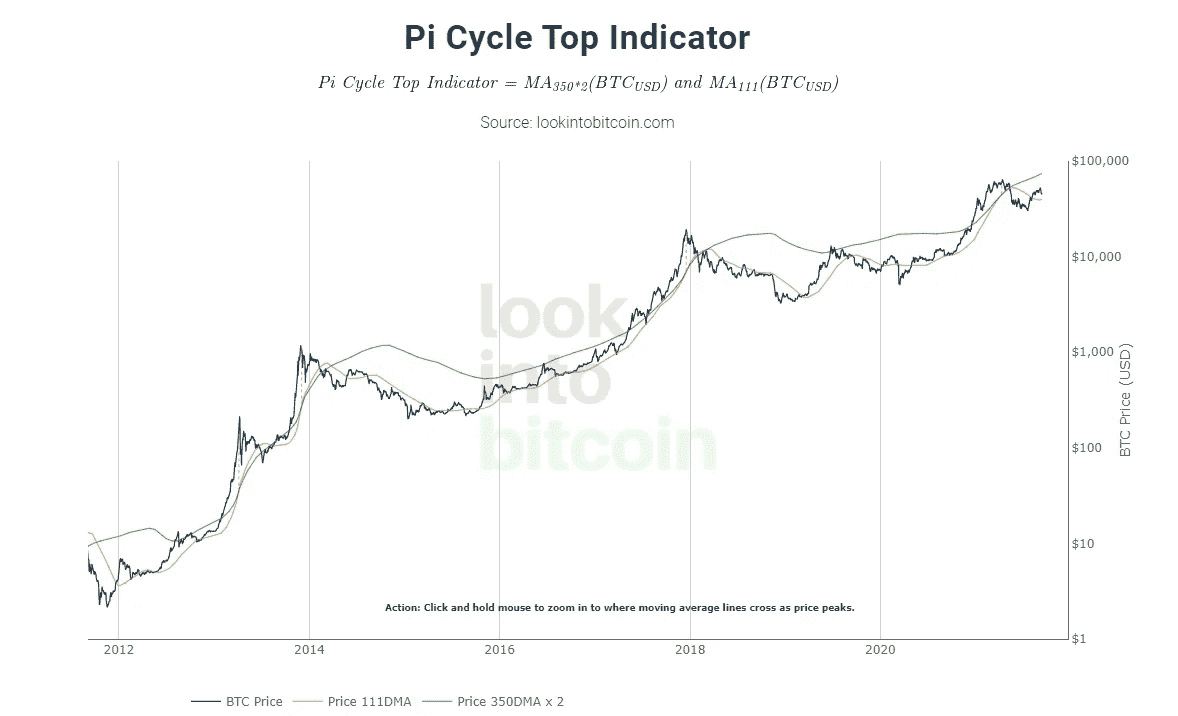 Pi Cycle Top Indicator
Pi Cycle Top Indicator = MA350*2(BTCUSD) and MA111(BTCUSD)
Source: lookintobitcoin.com
$100,000
$10,000
$1,000
$100
$10
$1
BTC Price (USD)
look
into
bitcoin
Action: Click and hold mouse to zoom in to where moving average lines cross as price peaks.
2012 2014 2016 2018 2020
BTC Price Price 111DMA Price 350DMA x 2